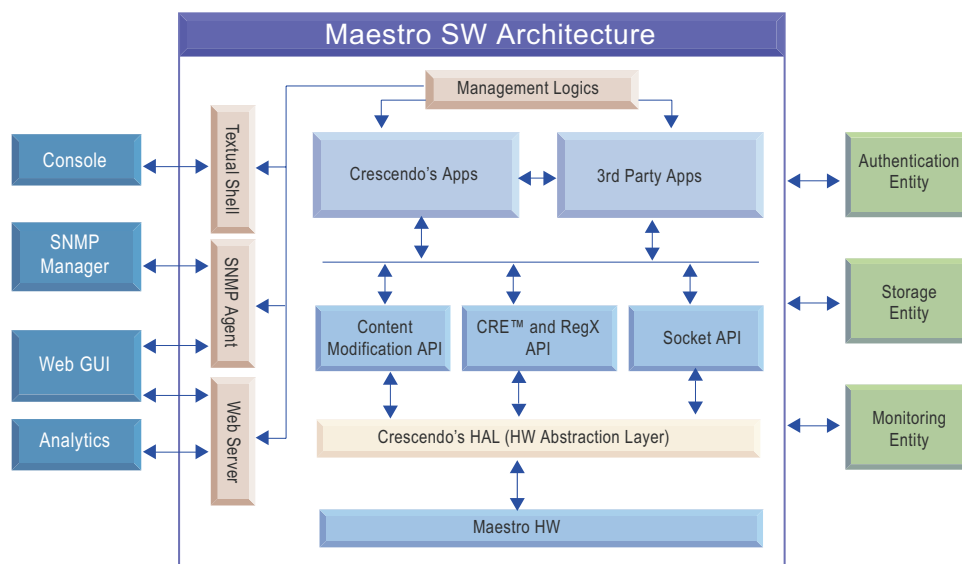 Maestro SW Architecture
Management Logics
Console
SNMP
Manager
Web GUI
Analytics
Textual Shell
SNMP Agent
Web Server
Crescendo's Apps
3rd Party Apps
Content
Modification API
CRE™ and RegX
API
Socket API
Crescendo's HAL (HW Abstraction Layer)
Maestro HW
Authentication
Entity
Storage
Entity
Monitoring
Entity